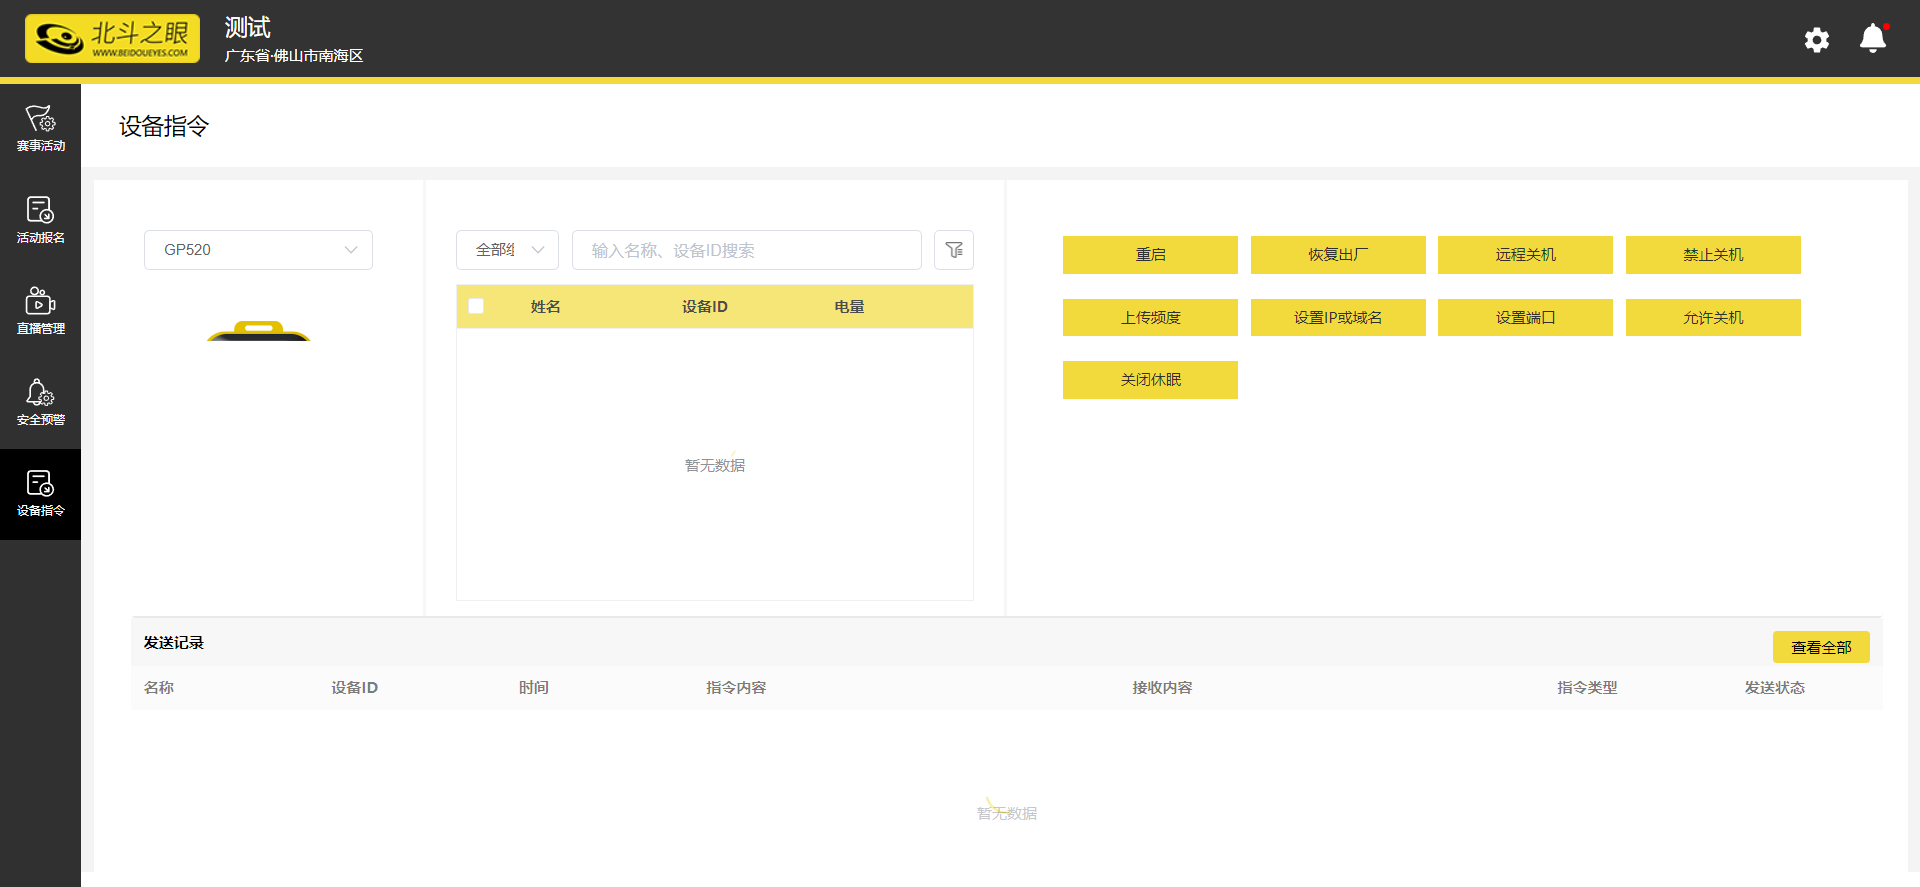 北斗之眼
WWW.BEIDOUEYES.COM
测试
广东省·佛山市南海区
赛事活动
活动报名
直播管理
安全预警
设备指令
设备指令
GP520
全部组
输入名称、设备ID搜索
姓名 设备ID 电量
暂无数据
重启 恢复出厂 远程关机 禁止关机
上传频度 设置IP或域名 设置端口 允许关机
关闭休眠
发送记录
查看全部
名称 设备ID 时间 指令内容 接收内容 指令类型 发送状态
暂无数据